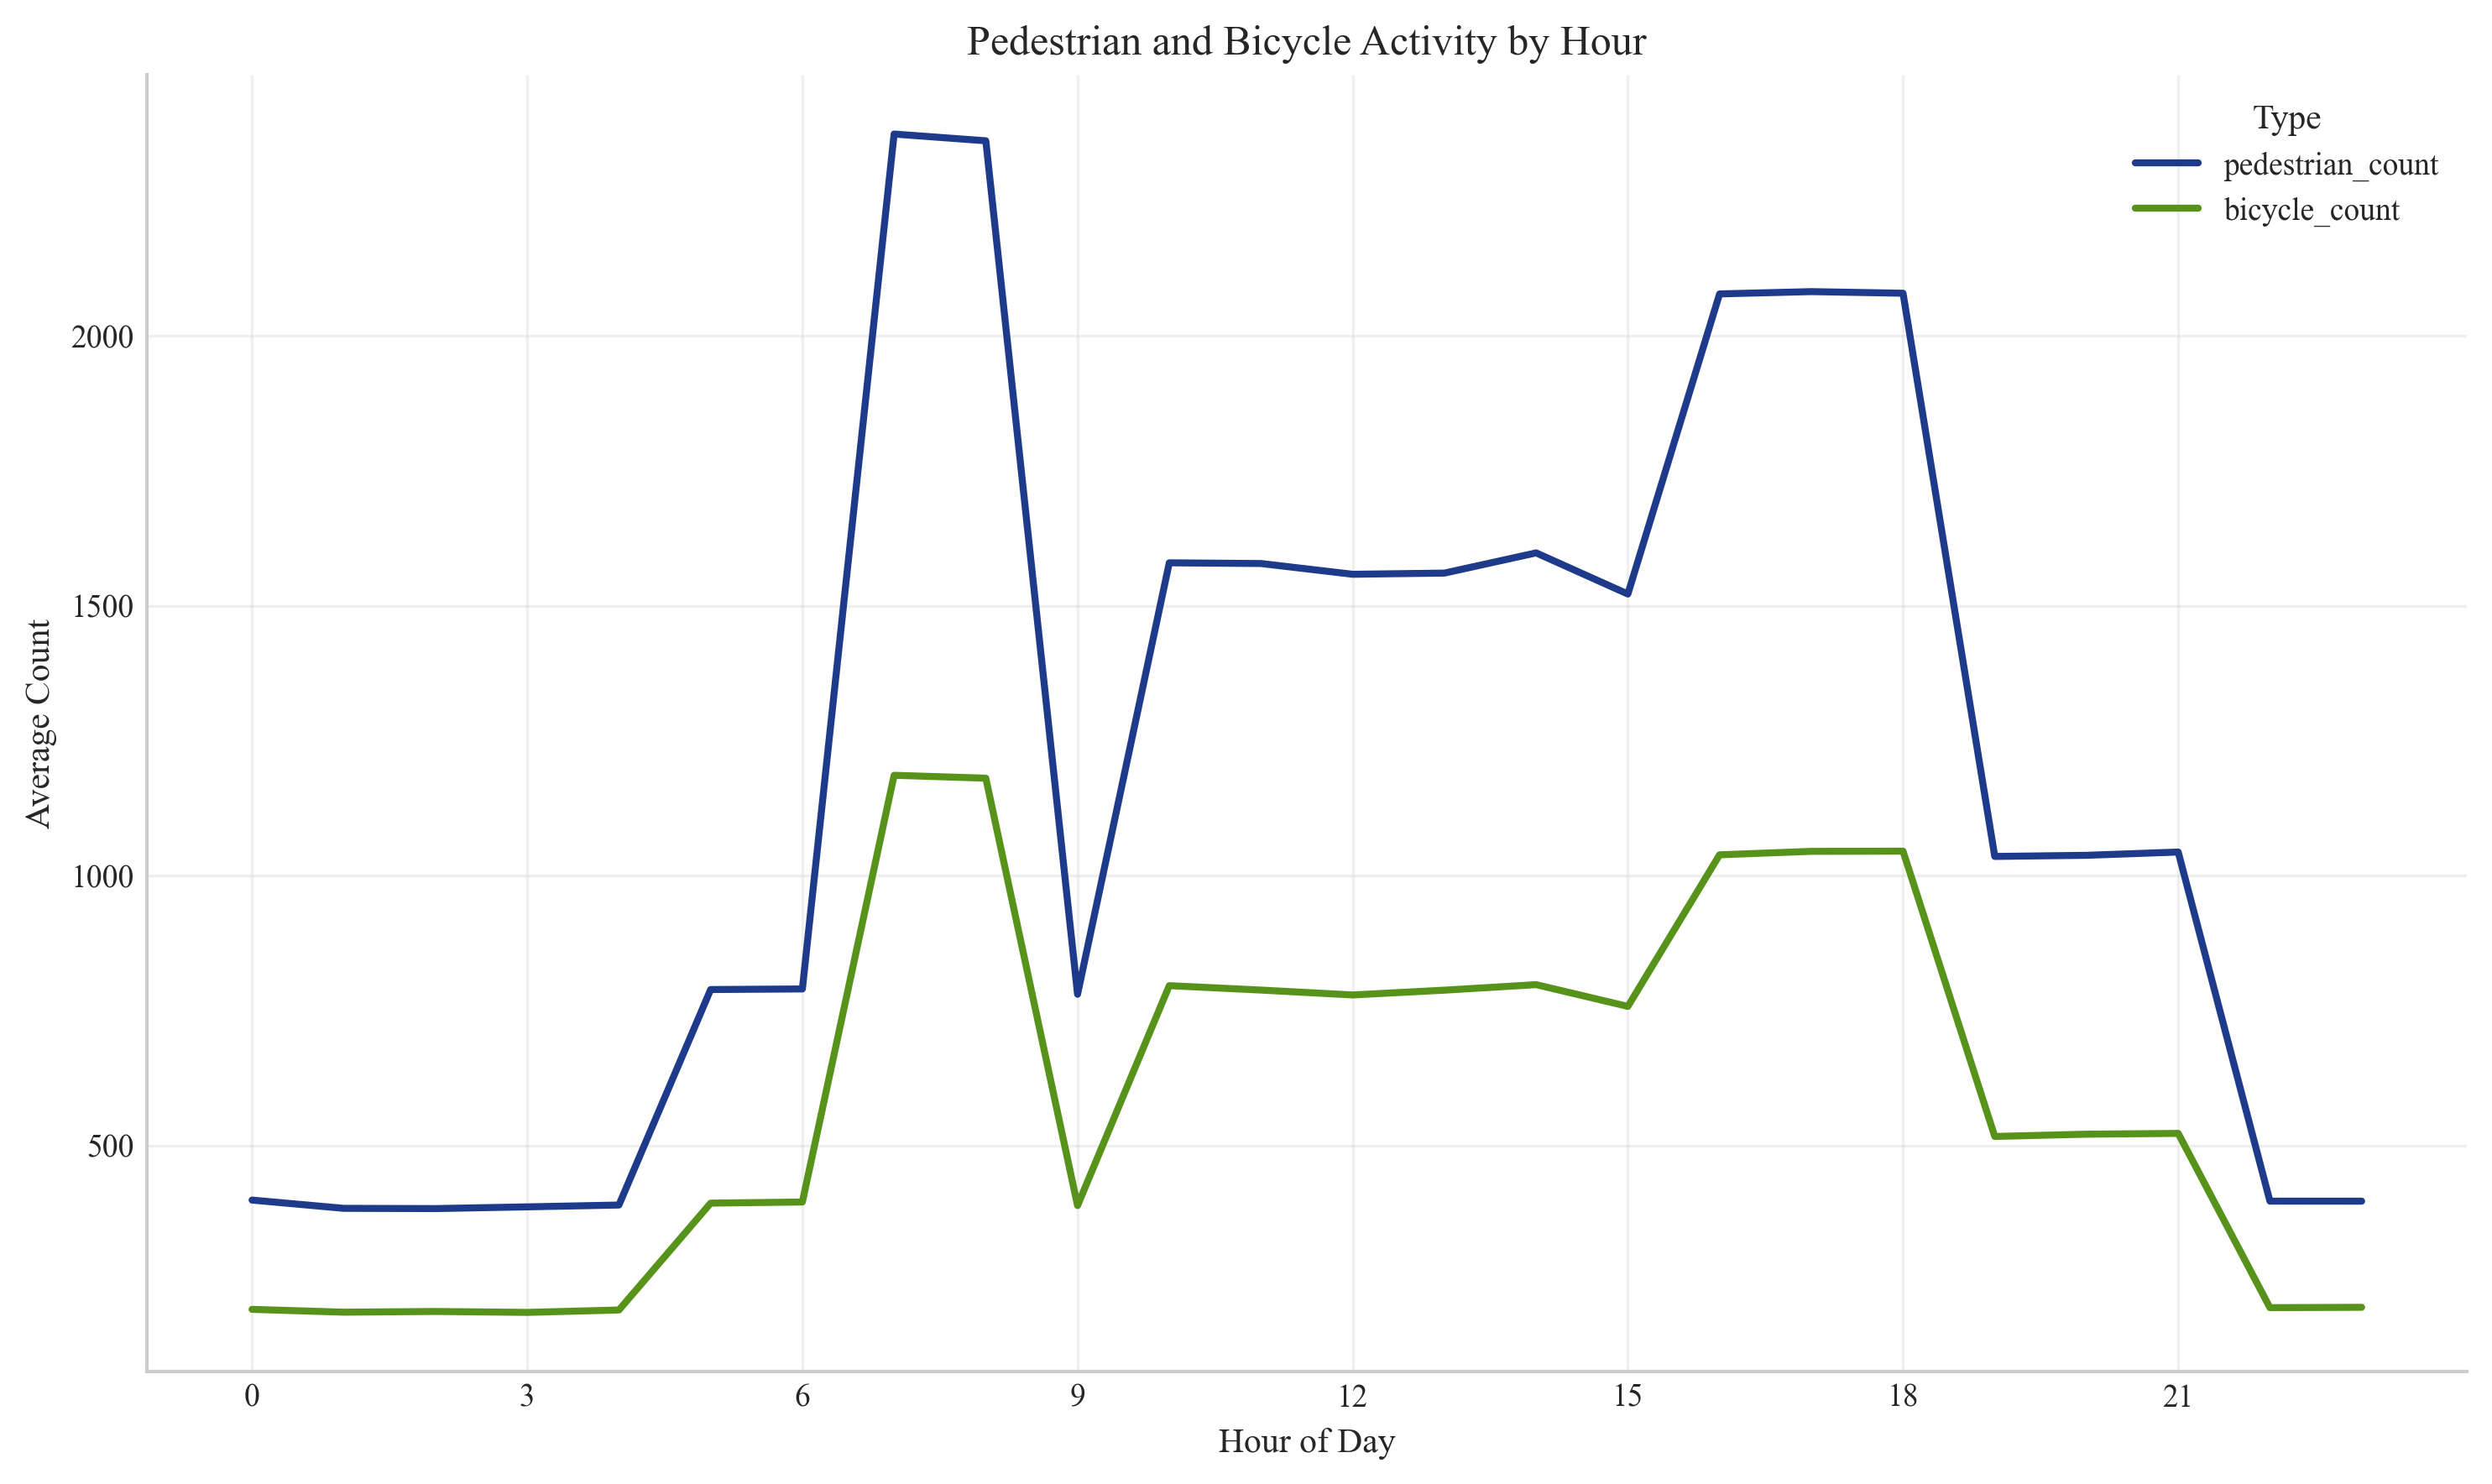 Pedestrian and Bicycle Activity by Hour
Type
pedestrian_count
bicycle_count
Average Count
2000
1500
1000
500
0 3 6 9 12 15 18 21
Hour of Day